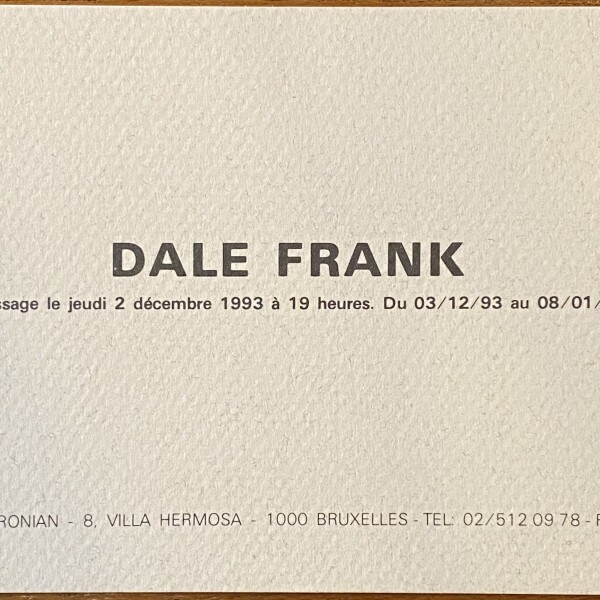 DALE FRANK
ssage le jeudi 2 décembre 1993 à 19 heures. Du 03/12/93 au 08/01/
RONIAN - 8, VILLA HERMOSA - 1000 BRUXELLES - TEL: 02/512 09 78 - F